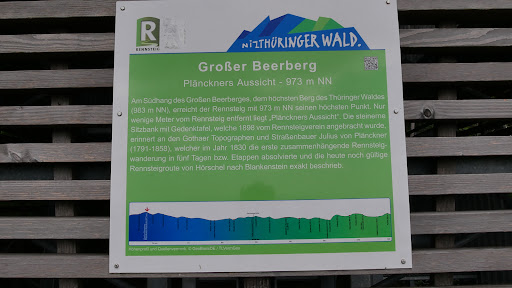 R
RENNSTEIG
THÜRINGER WALD.
Großer Beerberg
Plänckners Aussicht - 973 m NN
Am Südhang des Großen Beerberges, dem höchsten Berg des Thüringer Waldes
(983 m NN), erreicht der Rennsteig mit 973 m NN seinen höchsten Punkt. Nur
wenige Meter vom Rennsteig entfernt liegt „Plänckners Aussicht". Die steinerne
Sitzbank mit Gedenktafel, welche 1896 vom Rennsteigverein angebracht wurde,
erinnert an den Gothaer Topographen und Straßenbauer Julius von Plänckner
(1791-1858), welcher im Jahr 1830 die erste zusammenhängende Rennsteig-
wanderung in fünf Tagen bzw. Etappen absolvierte und die heute noch gültige
Rennsteigroute von Hörschel nach Blankenstein exakt beschrieb.